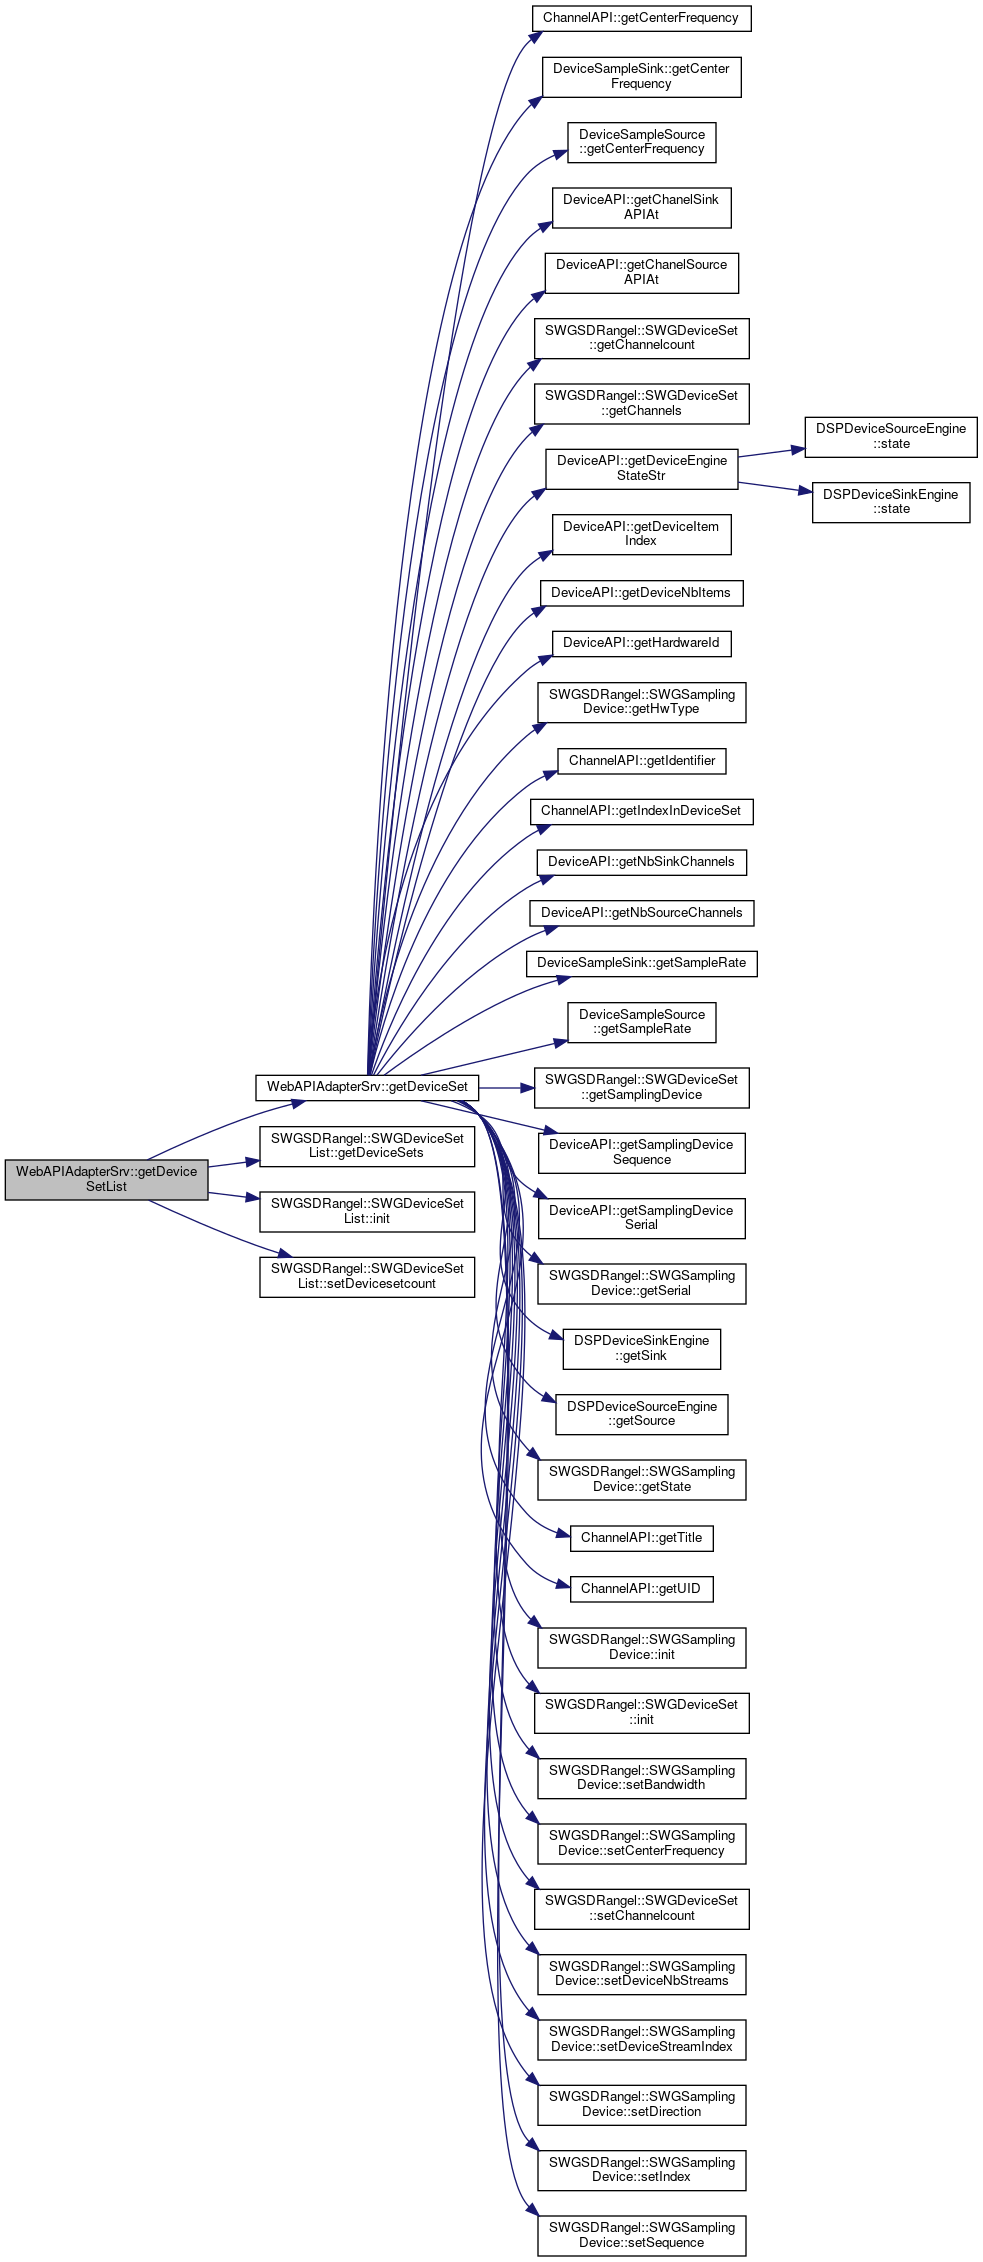 ChannelAPI::getCenterFrequency
DeviceSampleSink::getCenter
Frequency
DeviceSampleSource
::getCenterFrequency
DeviceAPI::getChanelSink
APIAt
DeviceAPI::getChanelSource
APIAt
SWGSDRangel::SWGDeviceSet
::getChannelcount
SWGSDRangel::SWGDeviceSet
::getChannels
DeviceAPI::getDeviceEngine
StateStr
DSPDeviceSourceEngine
::state
DSPDeviceSinkEngine
::state
DeviceAPI::getDeviceItem
Index
DeviceAPI::getDeviceNbItems
DeviceAPI::getHardwareId
SWGSDRangel::SWGSampling
Device::getHwType
ChannelAPI::getIdentifier
ChannelAPI::getIndexInDeviceSet
DeviceAPI::getNbSinkChannels
DeviceAPI::getNbSourceChannels
DeviceSampleSink::getSampleRate
DeviceSampleSource
::getSampleRate
WebAPIAdapterSrv::getDeviceSet
SWGSDRangel::SWGDeviceSet
::getSamplingDevice
WebAPIAdapterSrv::getDevice
SetList
SWGSDRangel::SWGDeviceSet
List::getDeviceSets
SWGSDRangel::SWGDeviceSet
List::init
SWGSDRangel::SWGDeviceSet
List::setDevicesetcount
DeviceAPI::getSamplingDevice
Sequence
DeviceAPI::getSamplingDevice
Serial
SWGSDRangel::SWGSampling
Device::getSerial
DSPDeviceSinkEngine
::getSink
DSPDeviceSourceEngine
::getSource
SWGSDRangel::SWGSampling
Device::getState
ChannelAPI::getTitle
ChannelAPI::getUID
SWGSDRangel::SWGSampling
Device::init
SWGSDRangel::SWGDeviceSet
::init
SWGSDRangel::SWGSampling
Device::setBandwidth
SWGSDRangel::SWGSampling
Device::setCenterFrequency
SWGSDRangel::SWGDeviceSet
::setChannelcount
SWGSDRangel::SWGSampling
Device::setDeviceNbStreams
SWGSDRangel::SWGSampling
Device::setDeviceStreamIndex
SWGSDRangel::SWGSampling
Device::setDirection
SWGSDRangel::SWGSampling
Device::setIndex
SWGSDRangel::SWGSampling
Device::setSequence